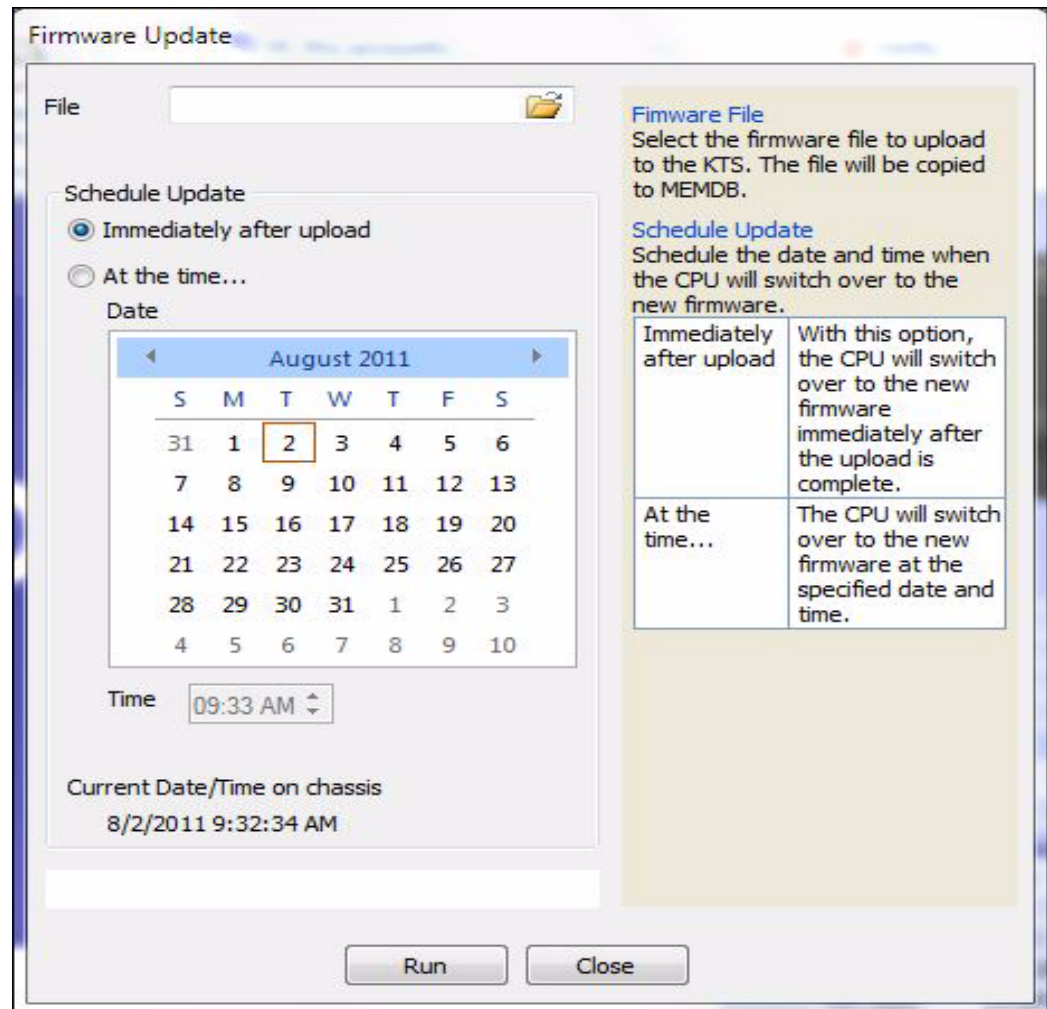 Firmware Update
File
Schedule Update
Immediately after upload
At the time...
Date
August 2011
S M T W T F S
31 1 2 3 4 5 6
7 8 9 10 11 12 13
14 15 16 17 18 19 20
21 22 23 24 25 26 27
28 29 30 31 1 2 3
4 5 6 7 8 9 10
Time 09:33 AM
Current Date/Time on chassis
8/2/2011 9:32:34 AM
Fimware File
Select the firmware file to upload
to the KTS. The file will be copied
to MEMDB.
Schedule Update
Schedule the date and time when
the CPU will switch over to the
new firmware.
Immediately
after upload
With this option,
the CPU will switch
over to the new
firmware
immediately after
the upload is
complete.
At the
time...
The CPU will switch
over to the new
firmware at the
specified date and
time.
Run
Close